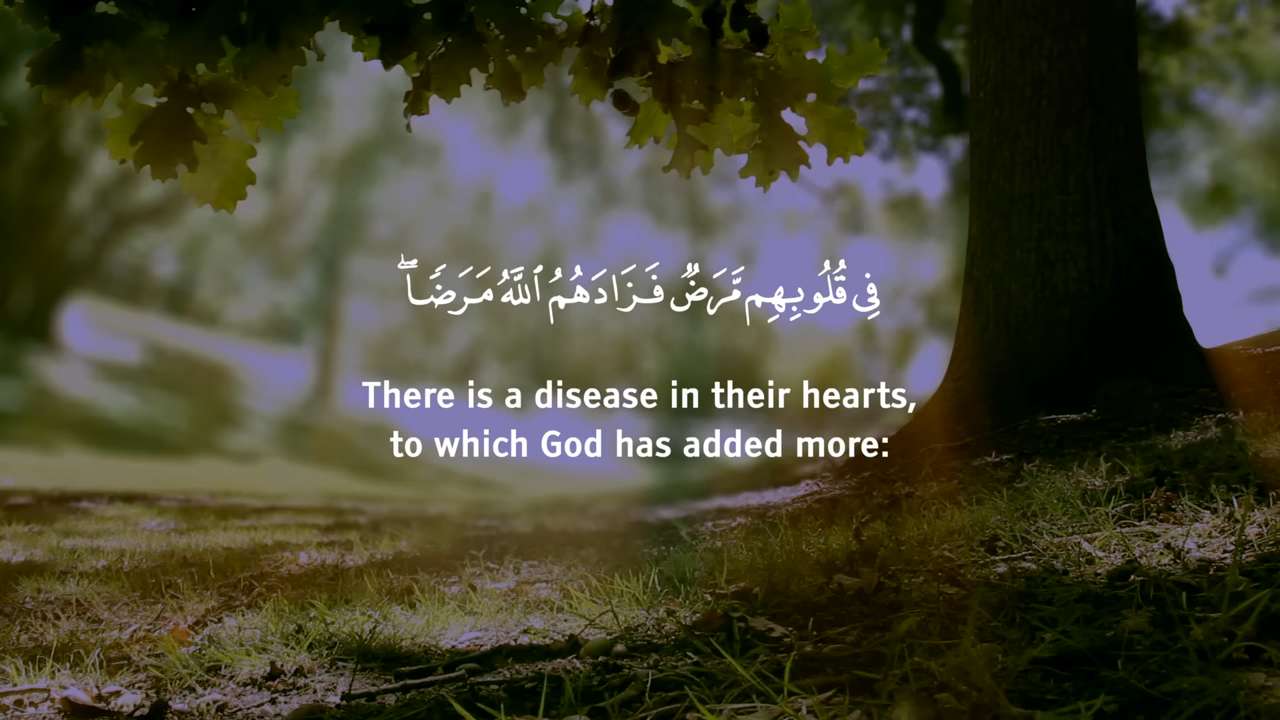 فِى قُلُوبِهِم مَّرَضٌ فَزَادَهُمُ ٱللَّهُ مَرَضًا ۖ
There is a disease in their hearts,
to which God has added more: